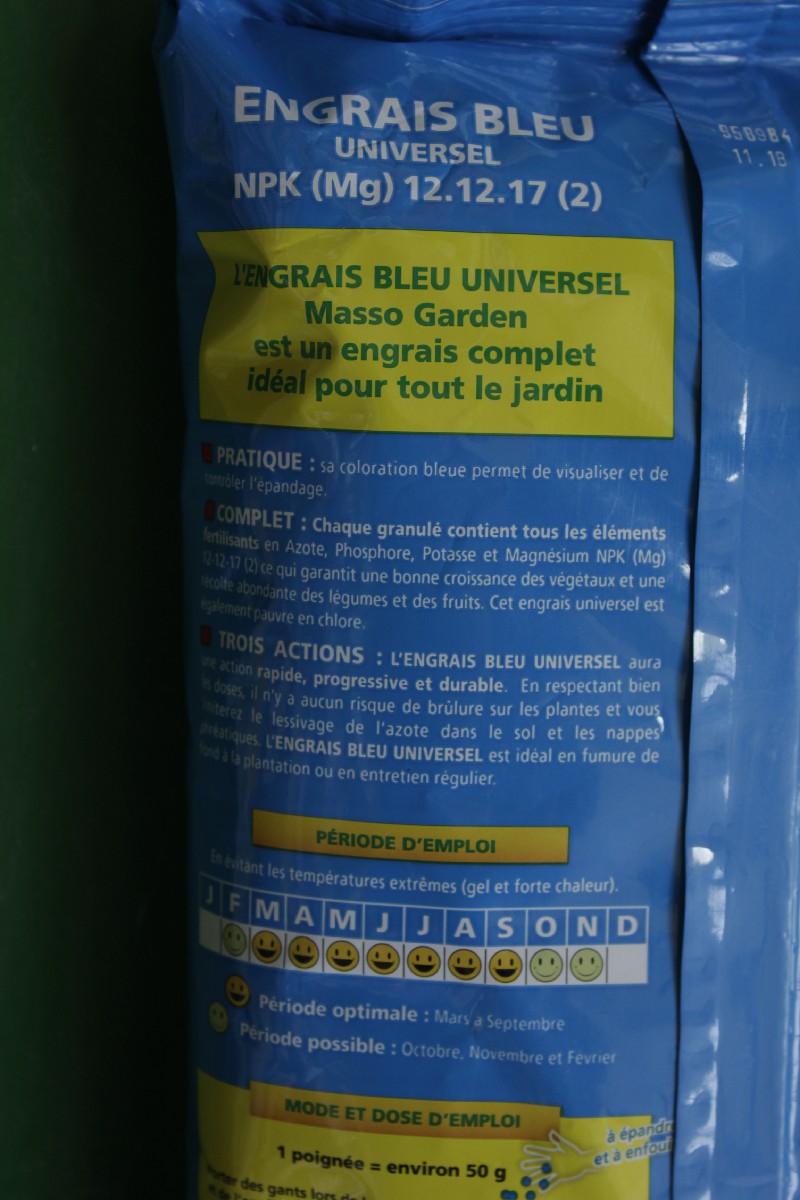 ENGRAIS BLEU
UNIVERSEL
NPK (Mg) 12.12.17 (2)
958984
11.18
L'ENGRAIS BLEU UNIVERSEL
Masso Garden
est un engrais complet
idéal pour tout le jardin
PRATIQUE : sa coloration bleue permet de visualiser et de
contrôler l'épandage.
COMPLET : Chaque granulé contient tous les éléments
fertilisants en Azote, Phosphore, Potasse et Magnésium NPK (Mg)
12-12-17 (2) ce qui garantit une bonne croissance des végétaux et une
récolte abondante des légumes et des fruits. Cet engrais universel est
également pauvre en chlore.
TROIS ACTIONS : L'ENGRAIS BLEU UNIVERSEL aura
une action rapide, progressive et durable. En respectant bien
les doses, il n'y a aucun risque de brûlure sur les plantes et vous
limiterez le lessivage de l'azote dans le sol et les nappes
phréatiques. L'ENGRAIS BLEU UNIVERSEL est idéal en fumure de
fond à la plantation ou en entretien régulier.
PÉRIODE D'EMPLOI
En évitant les températures extrêmes (gel et forte chaleur).
J F M A M J J A S O N D
Période optimale : Mars à Septembre
Période possible : Octobre, Novembre et Février
MODE ET DOSE D'EMPLOI
1 poignée = environ 50 g
à épandr
et à enfoui
des gants lors de